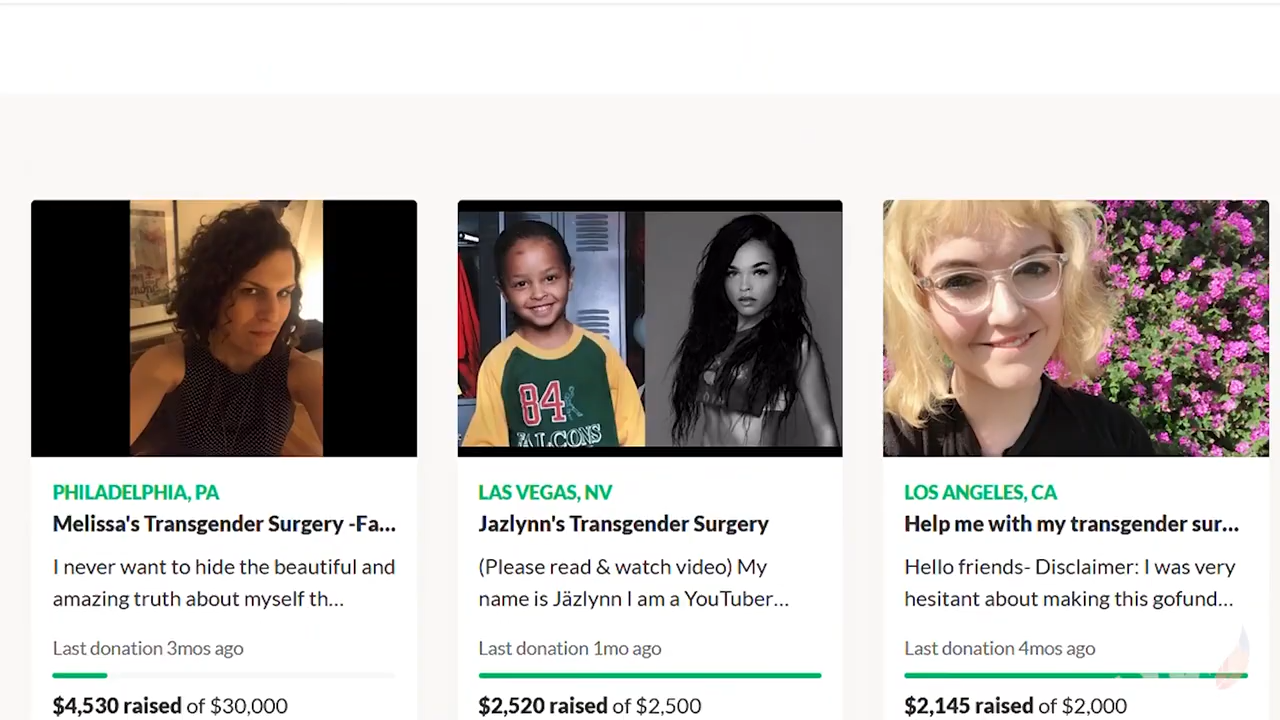 84
FALCONS
PHILADELPHIA, PA
Melissa's Transgender Surgery -Fa...
I never want to hide the beautiful and
amazing truth about myself th...
Last donation 3mos ago
$4,530 raised of $30,000
LAS VEGAS, NV
Jazlynn's Transgender Surgery
(Please read & watch video) My
name is Jäzlynn I am a YouTuber...
Last donation 1mo ago
$2,520 raised of $2,500
LOS ANGELES, CA
Help me with my transgender sur...
Hello friends- Disclaimer: I was very
hesitant about making this gofund...
Last donation 4mos ago
$2,145 raised of $2,000